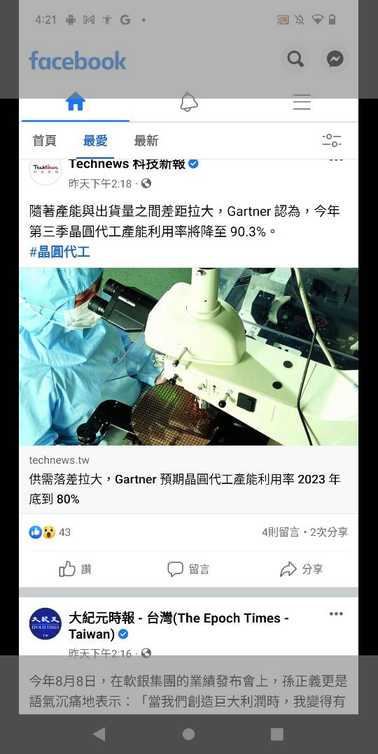 4:21
facebook
首頁 最愛 最新
Technews 科技新報
昨天下午2:18
隨著產能與出貨量之間差距拉大，Gartner 認為，今年
第三季晶圓代工產能利用率將降至 90.3%。
#晶圓代工
technews.tw
供需落差拉大，Gartner 預期晶圓代工產能利用率 2023 年
底到 80%
43 4則留言・2次分享
讚 留言 分享
大紀元時報 - 台灣(The Epoch Times -
Taiwan)
昨天下午2:16
今年8月8日，在軟銀集團的業績發布會上，孫正義更是
語氣沉痛地表示：「當我們創造巨大利潤時，我變得有